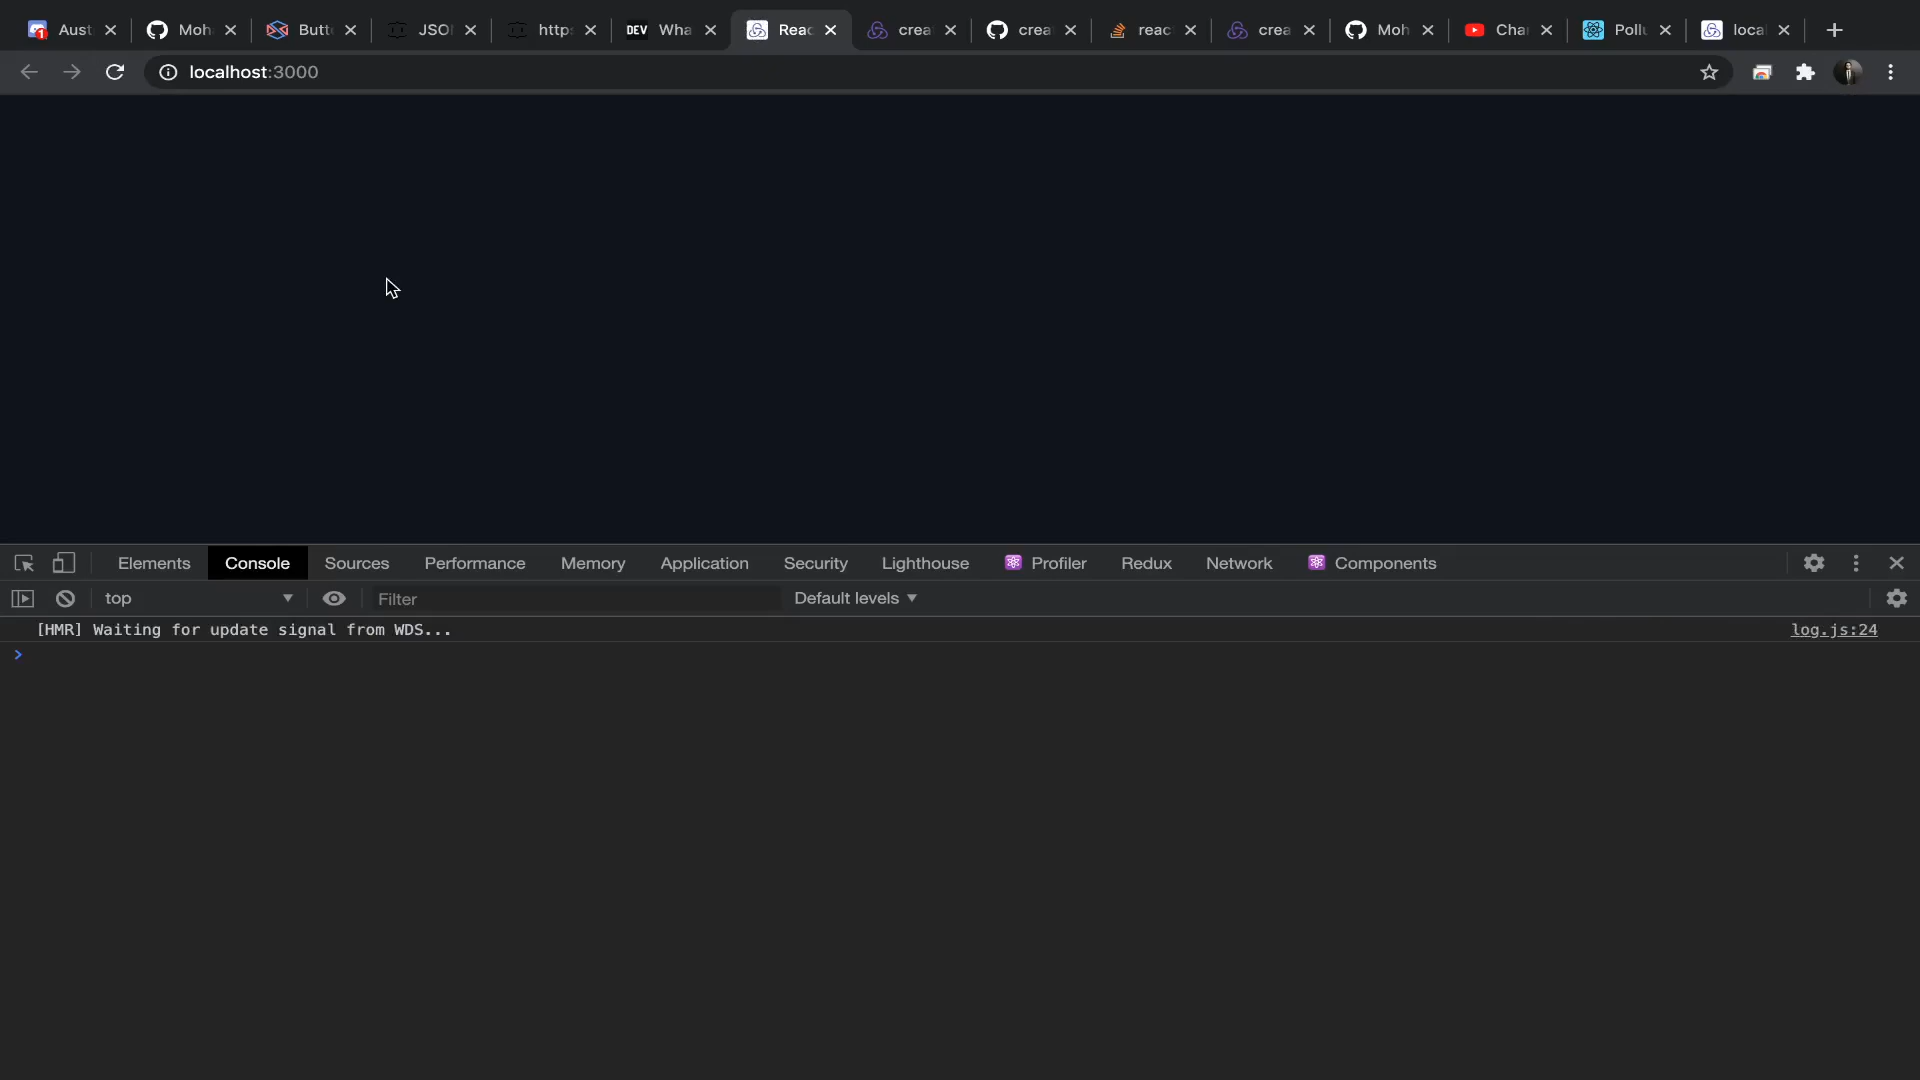 Aust
Moh
Butt
JSO
http
DEV Wha
Reac
crea
crea
reac
crea
Moh
Cha
Pollu
local
localhost:3000
Elements Console Sources Performance Memory Application Security Lighthouse Profiler Redux Network Components
top Filter Default levels
[HMR] Waiting for update signal from WDS... log.js:24